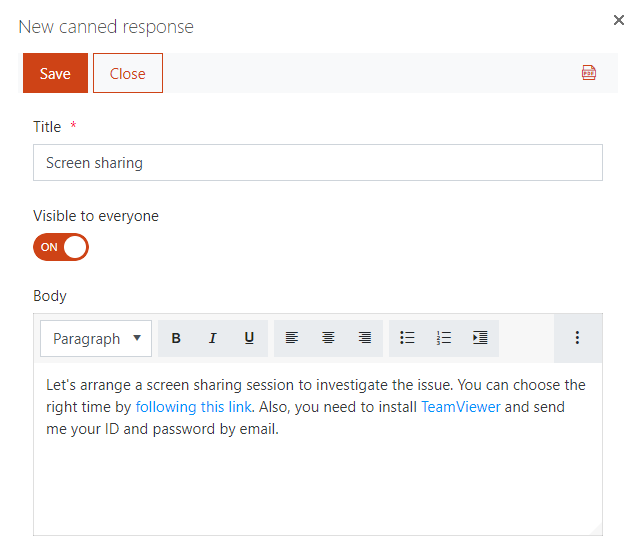 New canned response
Save
Close
PDF
Title *
Screen sharing
Visible to everyone
ON
Body
Paragraph
B
I
U
Let's arrange a screen sharing session to investigate the issue. You can choose the
right time by following this link. Also, you need to install TeamViewer and send
me your ID and password by email.